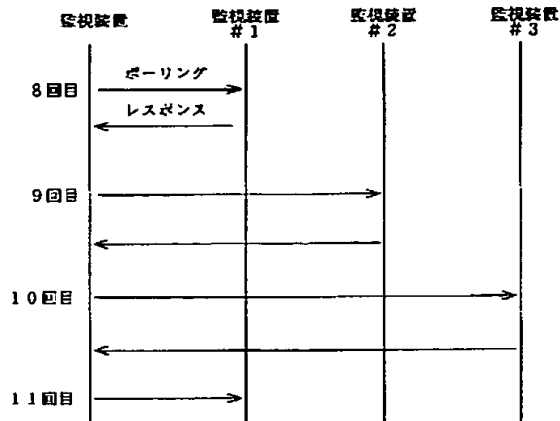 監視装置
監視装置
#1
監視装置
#2
監視装置
#3
8回目
ポーリング
レスポンス
9回目
10回目
11回目